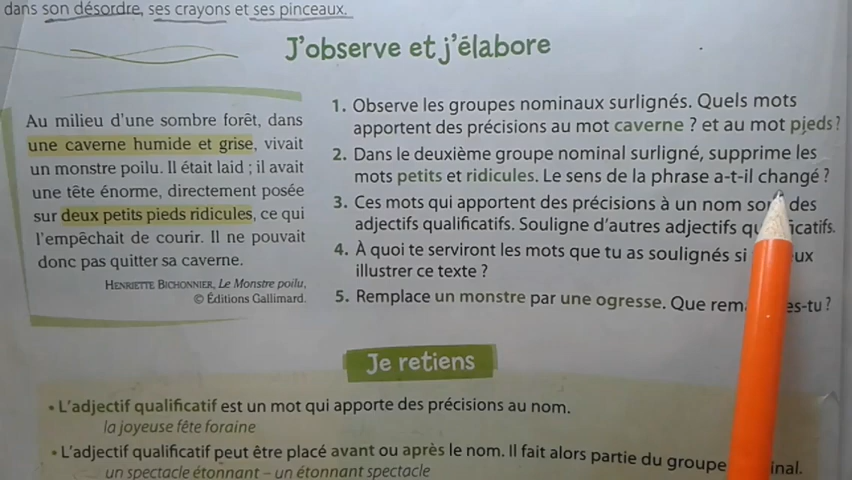 dans son désordre, ses crayons et ses pinceaux.
J'observe et j'élabore
Au milieu d'une sombre forêt, dans
une caverne humide et grise, vivait
un monstre poilu. Il était laid ; il avait
une tête énorme, directement posée
sur deux petits pieds ridicules, ce qui
l'empêchait de courir. Il ne pouvait
donc pas quitter sa caverne.
HENRIETTE BICHONNIER, Le Monstre poilu,
© Éditions Gallimard.
1. Observe les groupes nominaux surlignés. Quels mots
apportent des précisions au mot caverne ? et au mot pieds ?
2. Dans le deuxième groupe nominal surligné, supprime les
mots petits et ridicules. Le sens de la phrase a-t-il changé ?
3. Ces mots qui apportent des précisions à un nom sont des
adjectifs qualificatifs. Souligne d'autres adjectifs qualificatifs.
4. À quoi te serviront les mots que tu as soulignés si
illustrer ce texte ?
5. Remplace un monstre par une ogresse. Que remarques-tu ?
Je retiens
• L'adjectif qualificatif est un mot qui apporte des précisions au nom.
la joyeuse fête foraine
• L'adjectif qualificatif peut être placé avant ou après le nom. Il fait alors partie du groupe nominal.
un spectacle étonnant – un étonnant spectacle